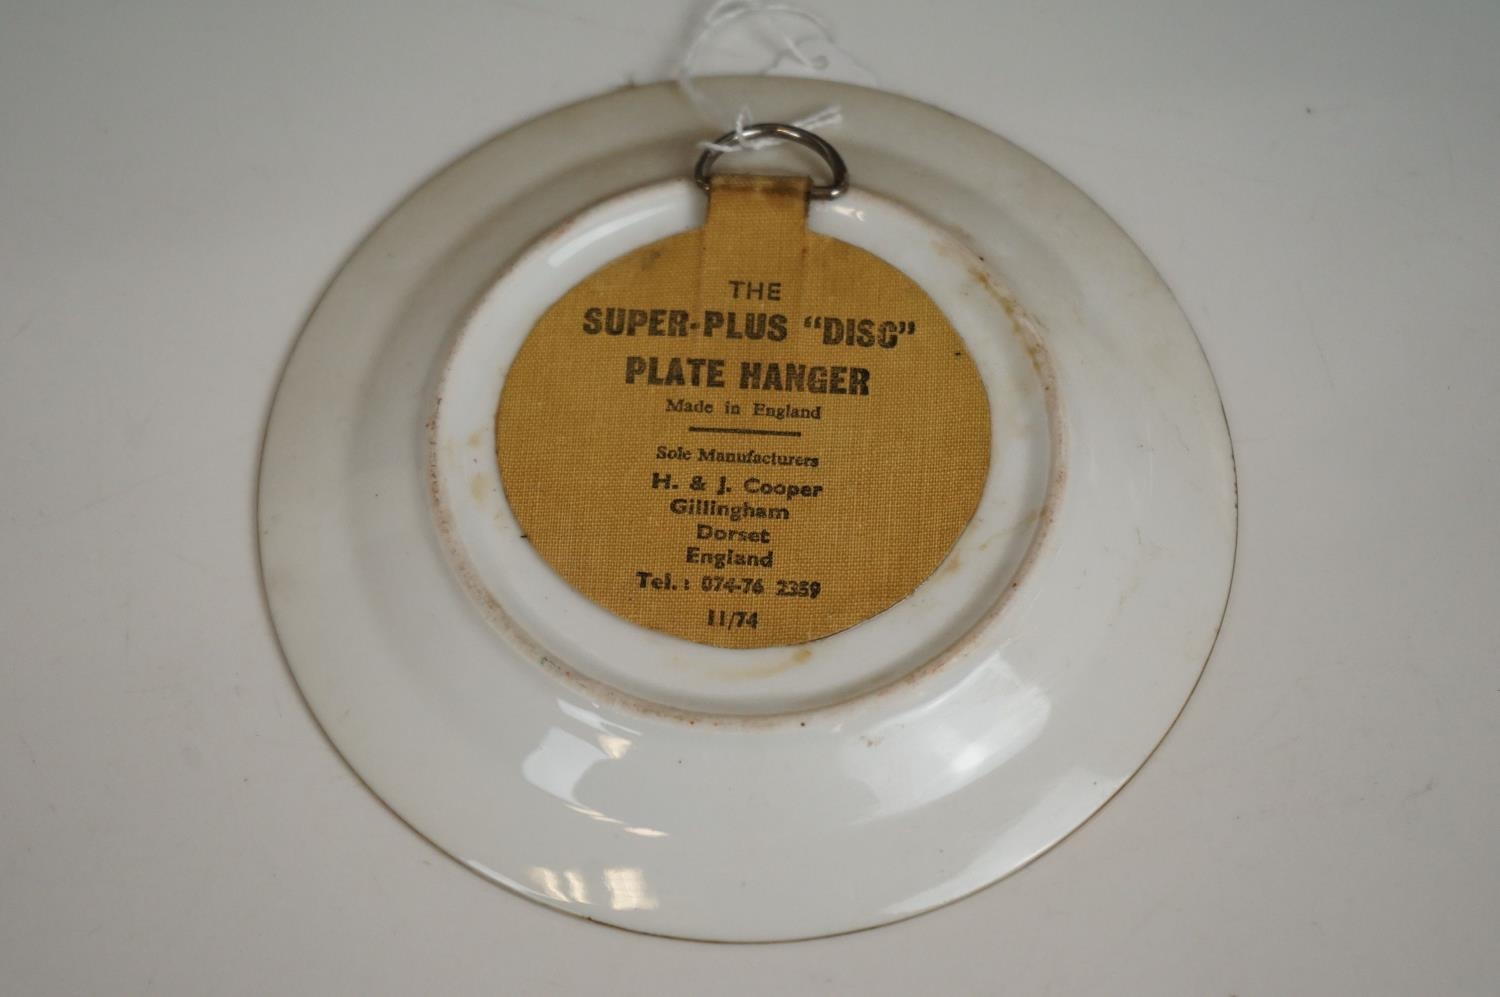 THE
SUPER-PLUS "DISC"
PLATE HANGER
Made in England
Sole Manufacturers
H. & J. Cooper
Gillingham
Dorset
England
Tel.: 074-76 2359
11/74